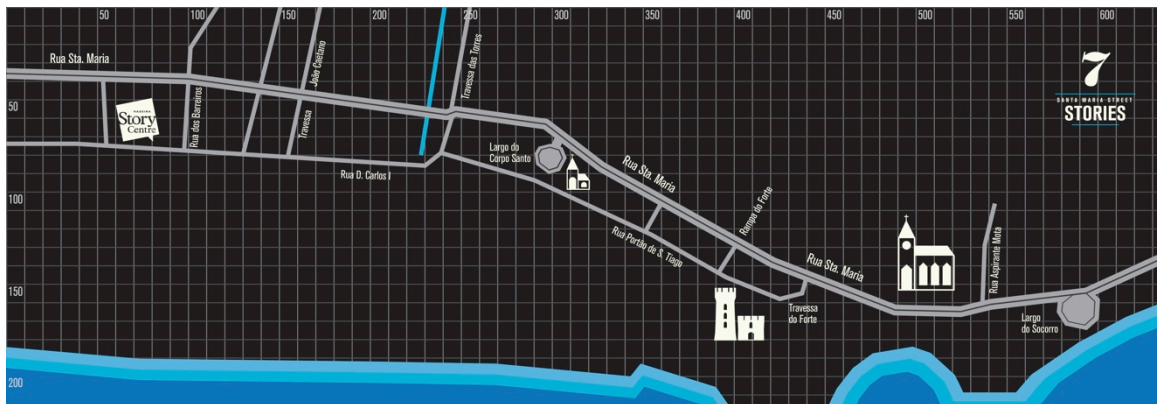 50
100
150
200
250
300
350
400
450
500
550
600
Rua Sta. Maria
João Caetano
Travessa das Torres
7
SANTA MARIA STREET
STORIES
50
MADEIRA
Story
Centre
Rua dos Barreiros
Travessa
Largo do
Corpo Santo
Rua Sta. Maria
Rua D. Carlos I
100
Rampa do Forte
Rua Portão de S. Tiago
Rua Sta. Maria
Rua Aspirante Mota
150
Travessa
do Forte
Largo
do Socorro
200